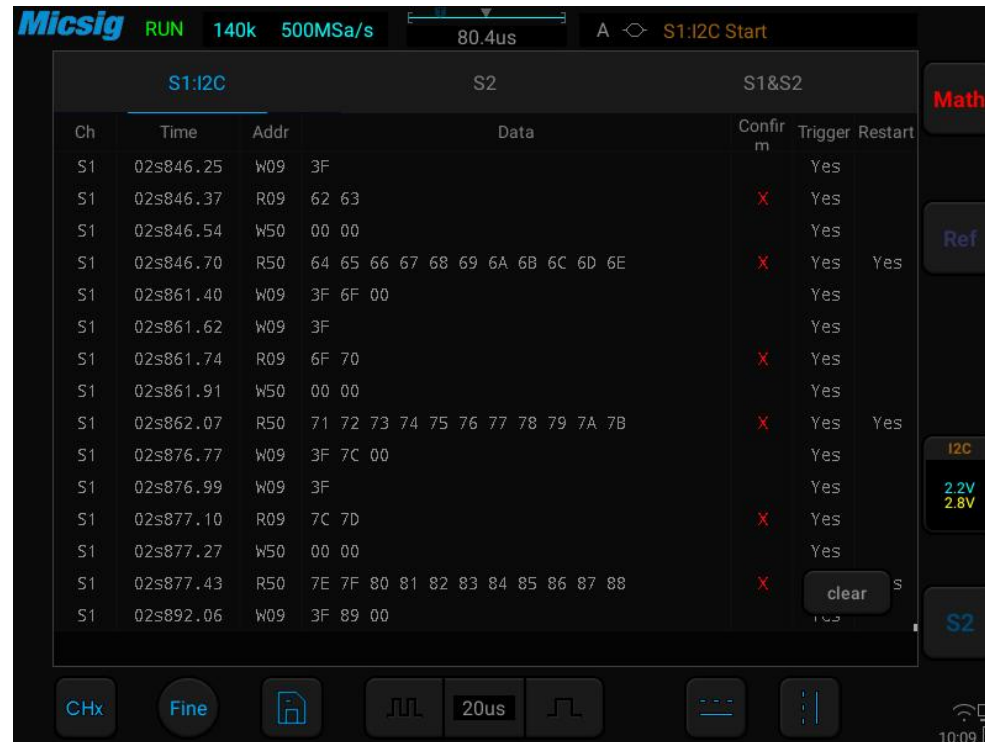 Micsig RUN 140k 500MSa/s 80.4us A S1:I2C Start
S1:I2C S2 S1&S2
Math
Ch Time Addr Data Confirm Trigger Restart
S1 02s846.25 W09 3F Yes
S1 02s846.37 R09 62 63 X Yes
S1 02s846.54 W50 00 00 Yes
Ref
S1 02s846.70 R50 64 65 66 67 68 69 6A 6B 6C 6D 6E X Yes Yes
S1 02s861.40 W09 3F 6F 00 Yes
S1 02s861.62 W09 3F Yes
S1 02s861.74 R09 6F 70 X Yes
S1 02s861.91 W50 00 00 Yes
S1 02s862.07 R50 71 72 73 74 75 76 77 78 79 7A 7B X Yes Yes
S1 02s876.77 W09 3F 7C 00 Yes
I2C
S1 02s876.99 W09 3F Yes
2.2V
2.8V
S1 02s877.10 R09 7C 7D X Yes
S1 02s877.27 W50 00 00 Yes
S1 02s877.43 R50 7E 7F 80 81 82 83 84 85 86 87 88 X
clear
S1 02s892.06 W09 3F 89 00
S2
CHx Fine 20us
10:09